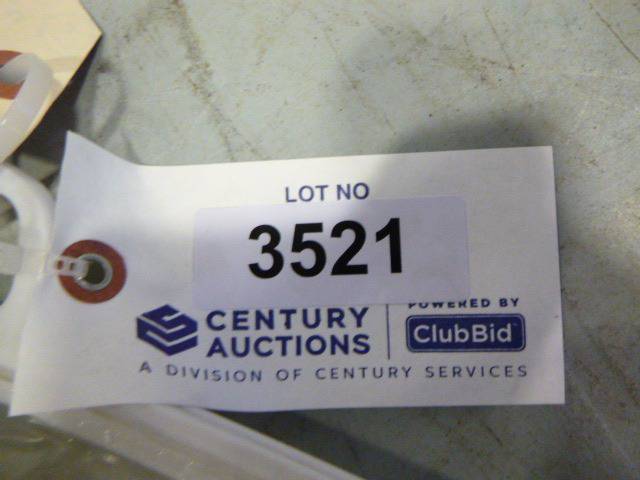 LOT NO
3521
CENTURY
AUCTIONS
POWERED BY
ClubBid
A DIVISION OF CENTURY SERVICES